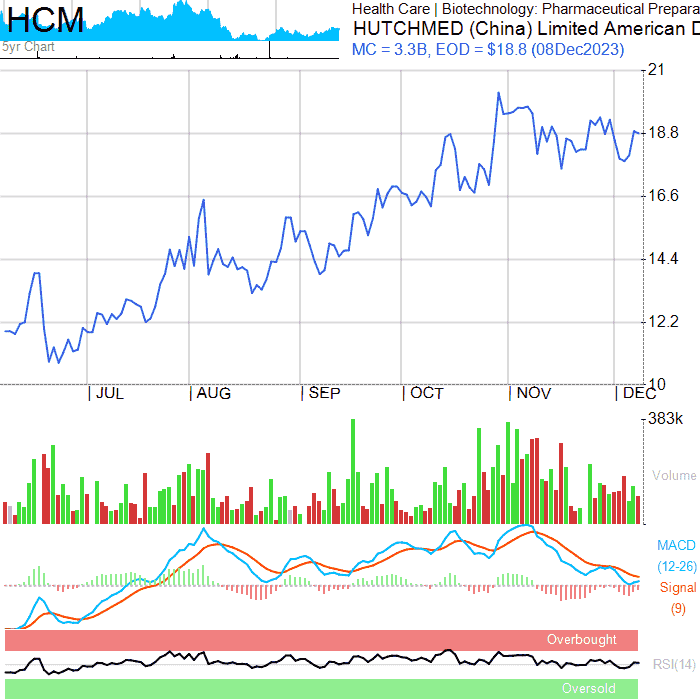 HCM
5yr Chart
Health Care | Biotechnology: Pharmaceutical Prepara
HUTCHMED (China) Limited American D
MC = 3.3B, EOD = $18.8 (08Dec2023)
21
18.8
16.6
14.4
12.2
10
JUL AUG SEP OCT NOV DEC
383k
Volume
MACD
(12-26)
Signal
(9)
Overbought
RSI(14)
Oversold